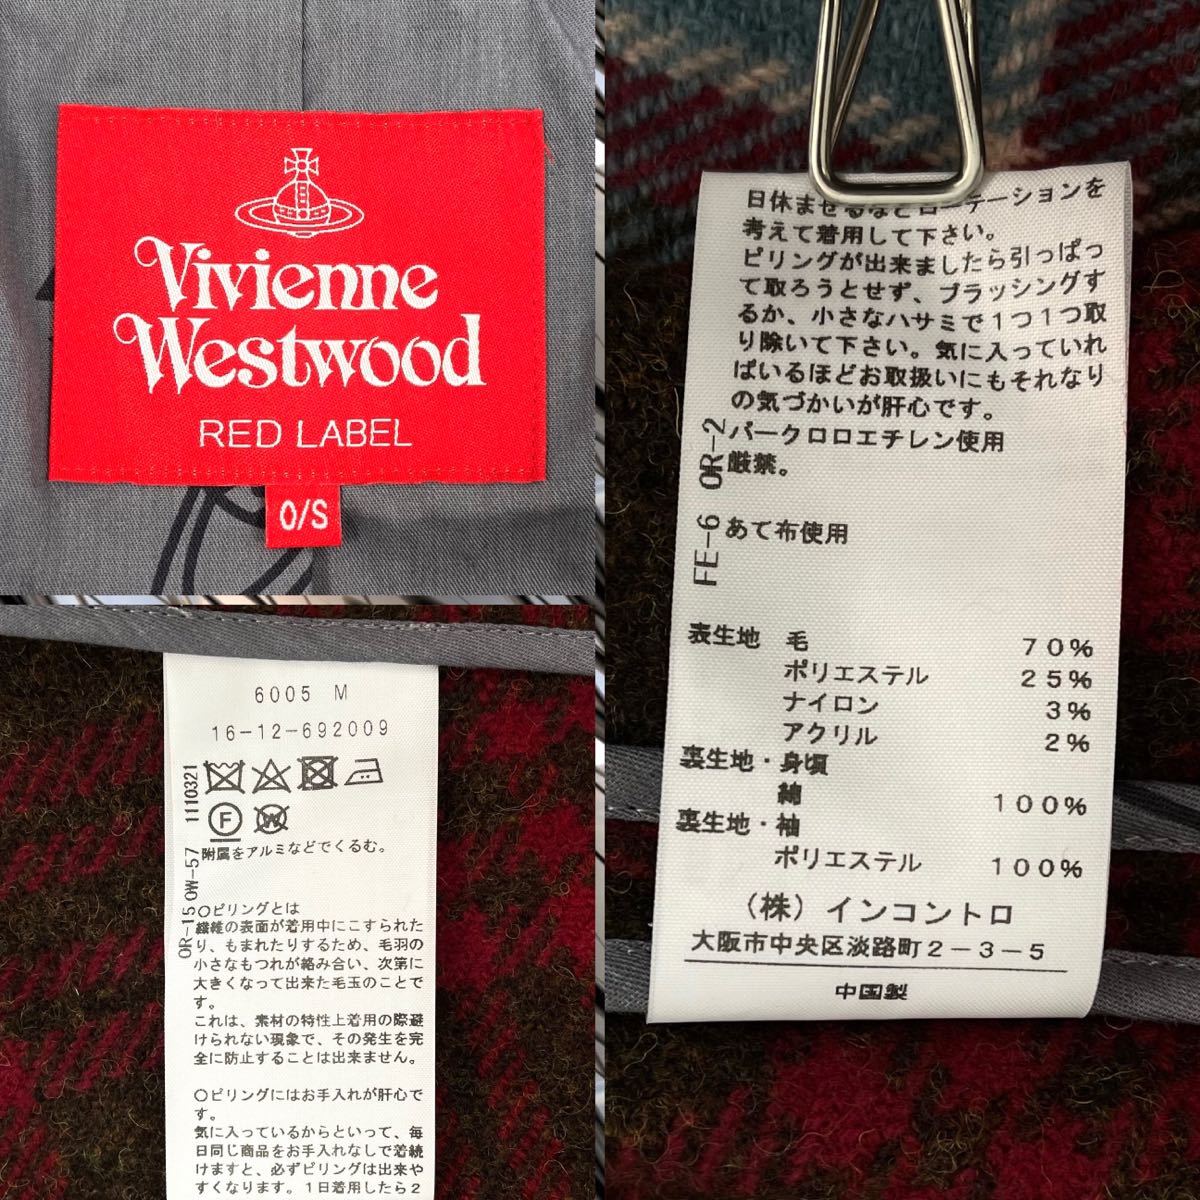 Vivienne
Westwood
RED LABEL
O/S
6005 M
16-12-692009
F
W
附属をアルミなどでくるむ。
OR-15 OW-57 1110321
○ピリングとは
繊維の表面が着用中にこすられた
り、もまれたりするため、毛羽の
小さなもつれが絡み合い、次第に
大きくなって出来た毛玉のことで
す。
これは、素材の特性上着用の際避
けられない現象で、その発生を完
全に防止することは出来ません。
○ピリングにはお手入れが肝心で
す。
気に入っているからといって、毎
日同じ商品をお手入れなしで着続
けますと、必ずピリングは出来や
すくなります。1日着用したら2
日休ませるなどローテーションを
考えて着用して下さい。
ピリングが出来ましたら引っぱっ
て取ろうとせず、ブラッシングす
るか、小さなハサミで1つ1つ取
り除いて下さい。気に入っていれ
ばいるほどお取扱いにもそれなり
の気づかいが肝心です。
OR-2
パークロロエチレン使用
厳禁。
FE-6
あて布使用
表生地 毛 70%
ポリエステル 25%
ナイロン 3%
アクリル 2%
裏生地・身頃
綿 100%
裏生地・袖
ポリエステル 100%
(株)インコントロ
大阪市中央区淡路町2-3-5
中国製